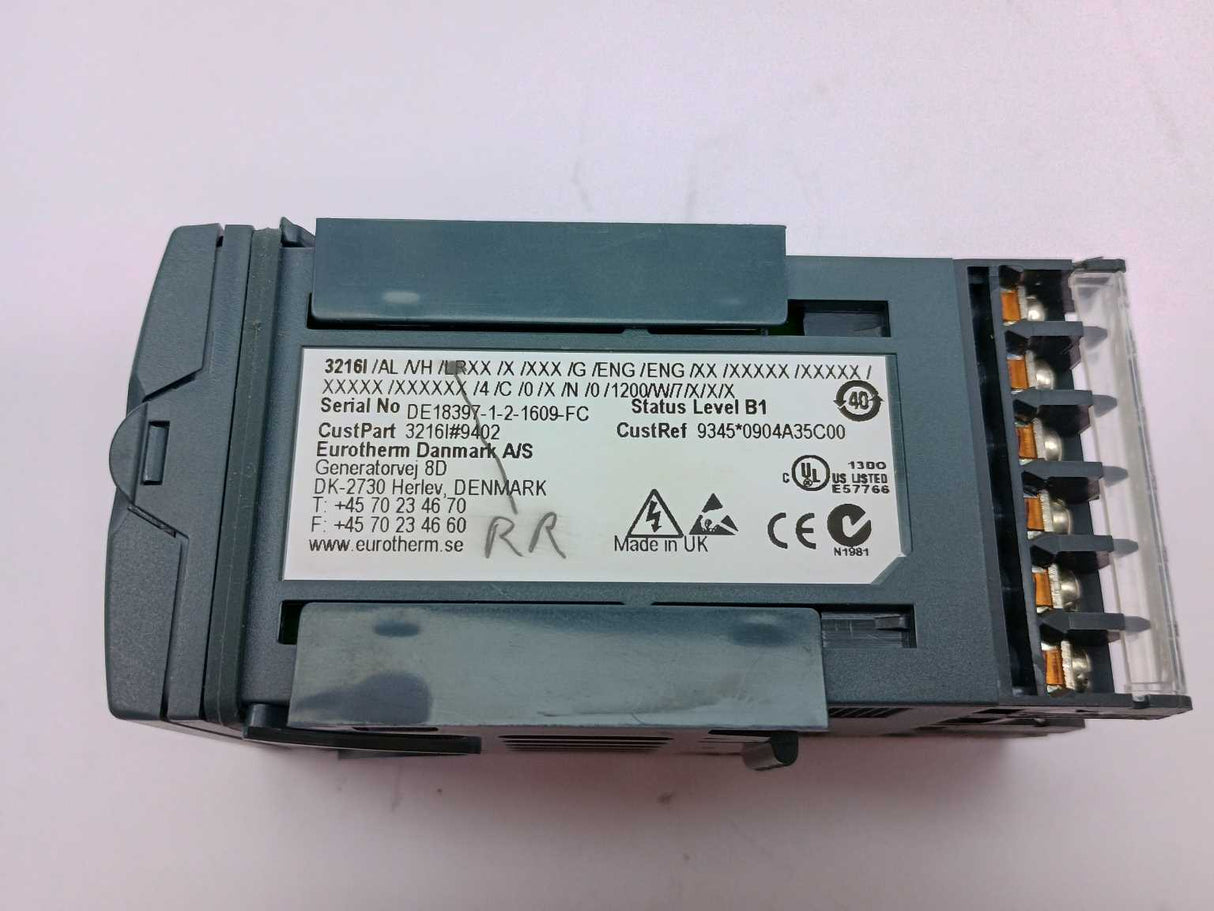 3216I /AL /VH /LRXX /X /XXX /G /ENG /ENG /XX /XXXXX /XXXXX /
XXXXX /XXXXXX /4 /C /0 /X /N /0 /1200/W/7/X/X/X
Serial No DE18397-1-2-1609-FC Status Level B1
40
CustPart 3216I#9402 CustRef 9345*0904A35C00
Eurotherm Danmark A/S
Generatorvej 8D
DK-2730 Herlev, DENMARK
T: +45 70 23 46 70
F: +45 70 23 46 60
www.eurotherm.se
RR
Made in UK
C UL US LISTED
13DO
E57766
CE
N1981